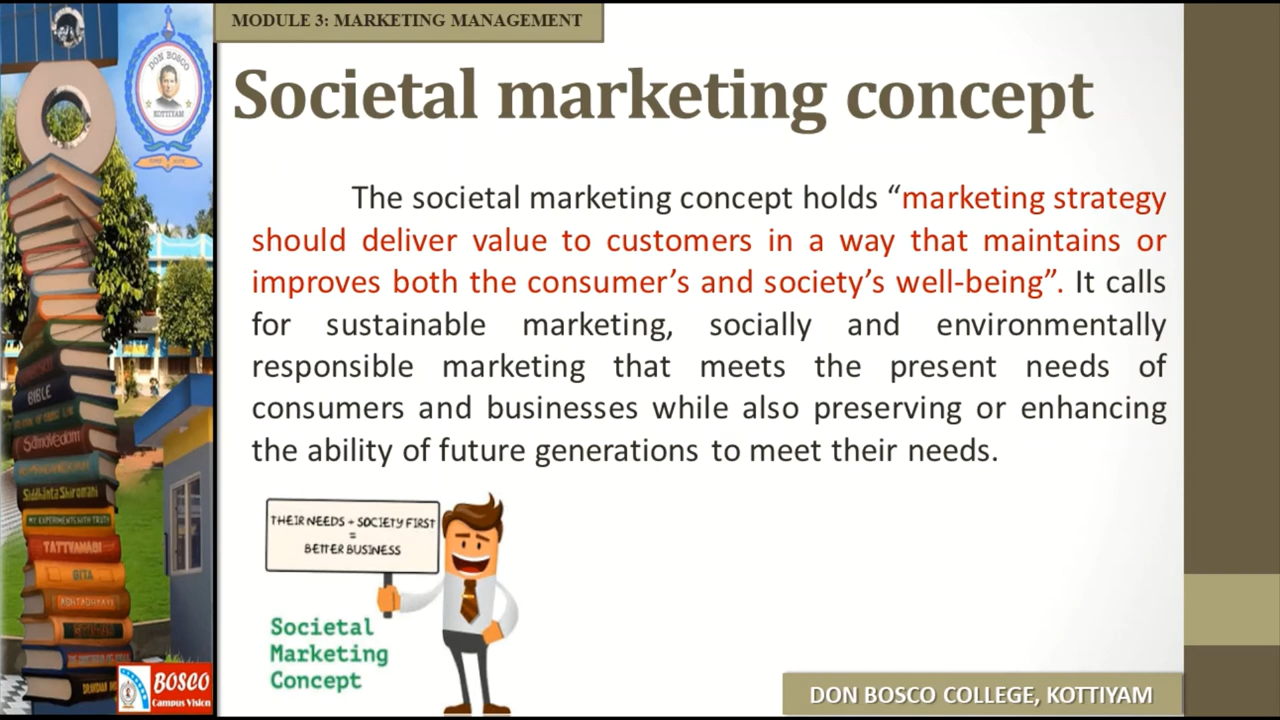 MODULE 3: MARKETING MANAGEMENT
DON BOSCO
KOTTIYAM
Societal marketing concept
The societal marketing concept holds “marketing strategy
should deliver value to customers in a way that maintains or
improves both the consumer’s and society’s well-being”. It calls
for sustainable marketing, socially and environmentally
responsible marketing that meets the present needs of
consumers and businesses while also preserving or enhancing
the ability of future generations to meet their needs.
BIBLE
Samavedam
Siddhanta Shiromani
MY EXPERIMENTS WITH TRUTH
GITA
THEIR NEEDS + SOCIETY FIRST
=
BETTER BUSINESS
Societal
Marketing
Concept
BOSCO
Campus Vision
DON BOSCO COLLEGE, KOTTIYAM